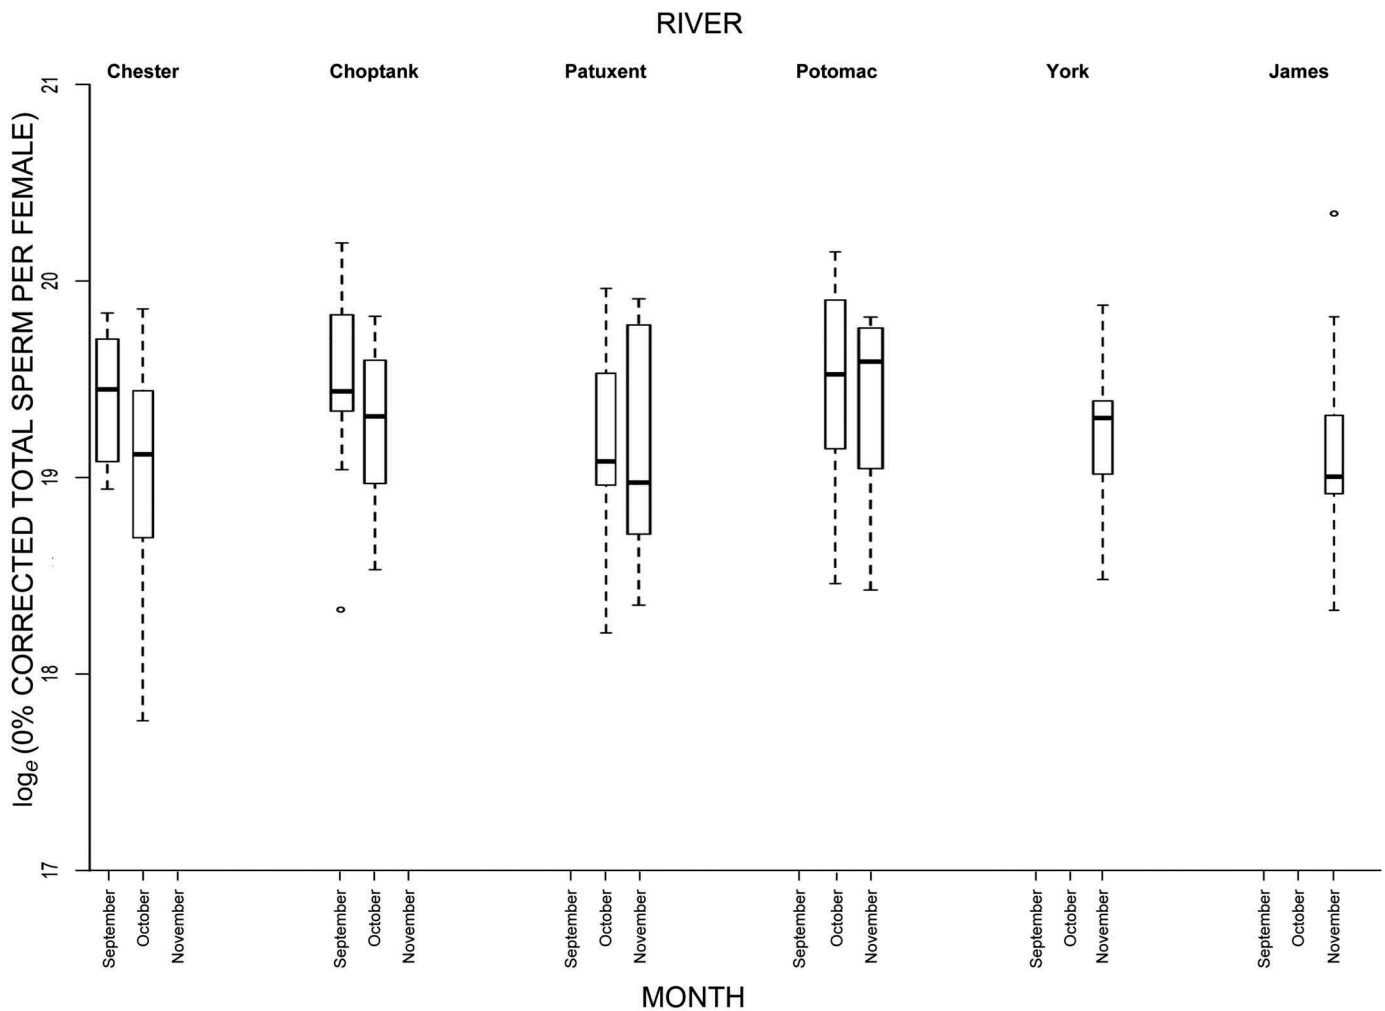 RIVER
Chester Choptank Patuxent Potomac York James
log_e (0% CORRECTED TOTAL SPERM PER FEMALE)
21
20
19
18
17
September October November September October November September October November September October November September October November September October November
MONTH